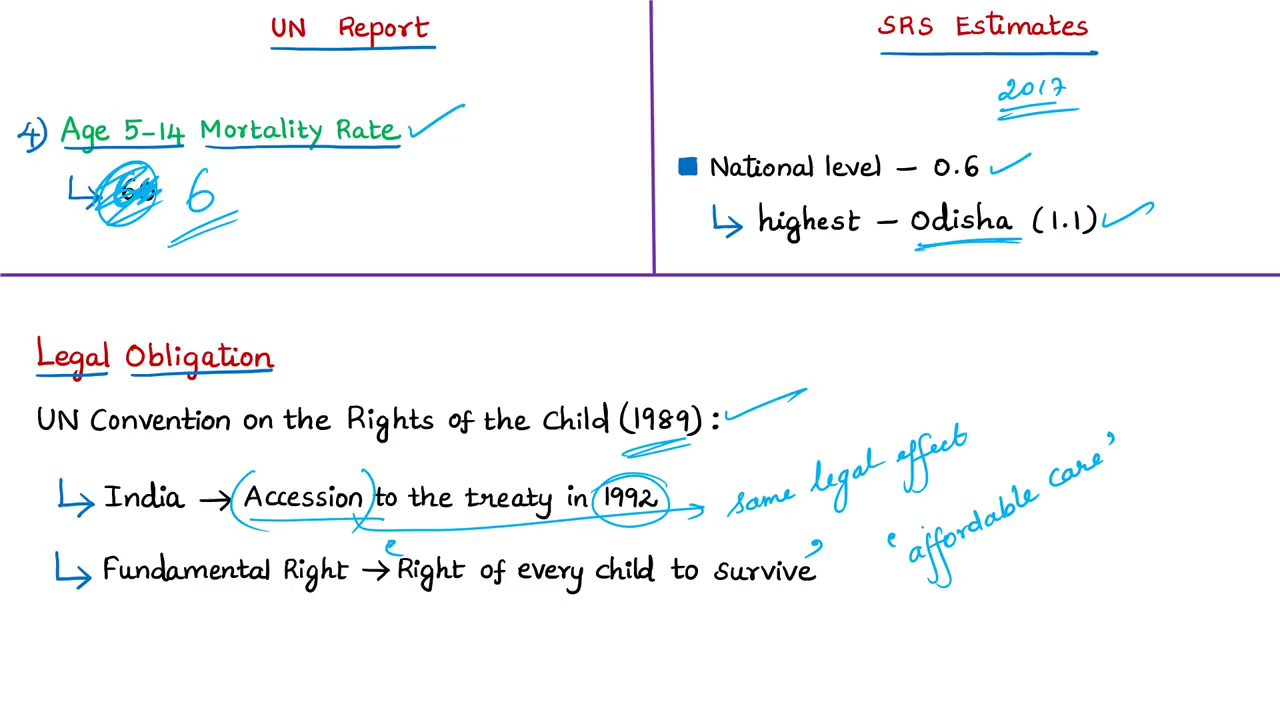 UN Report
4) Age 5-14 Mortality Rate
↳ 6
SRS Estimates
2017
National level – 0.6
↳ highest – Odisha (1.1)
Legal Obligation
UN Convention on the Rights of the Child (1989) :
↳ India → Accession to the treaty in 1992 → same legal effect
↳ Fundamental Right → 'Right of every child to survive'
'affordable care'